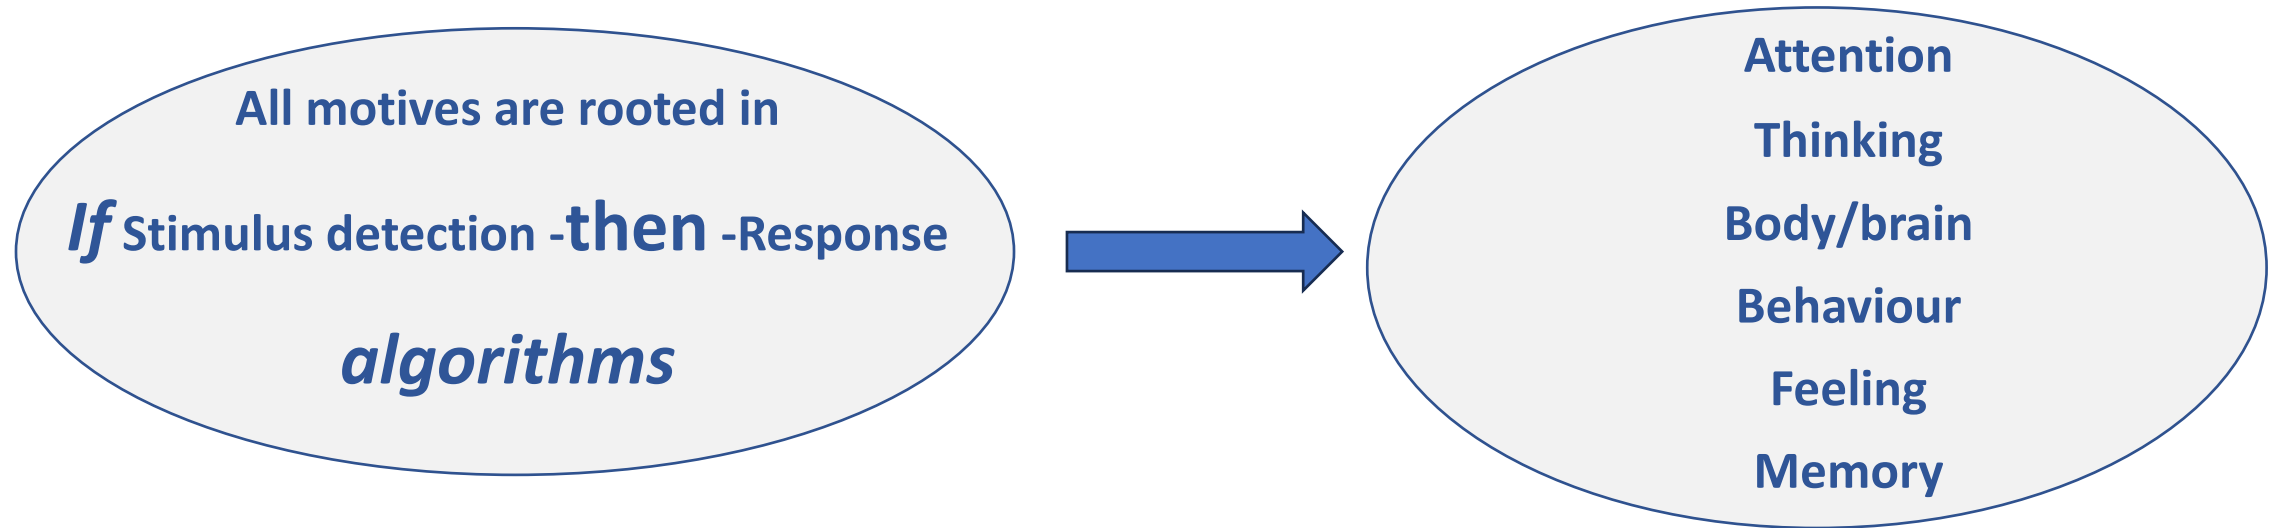 All motives are rooted in
If Stimulus detection -then -Response
algorithms
Attention
Thinking
Body/brain
Behaviour
Feeling
Memory